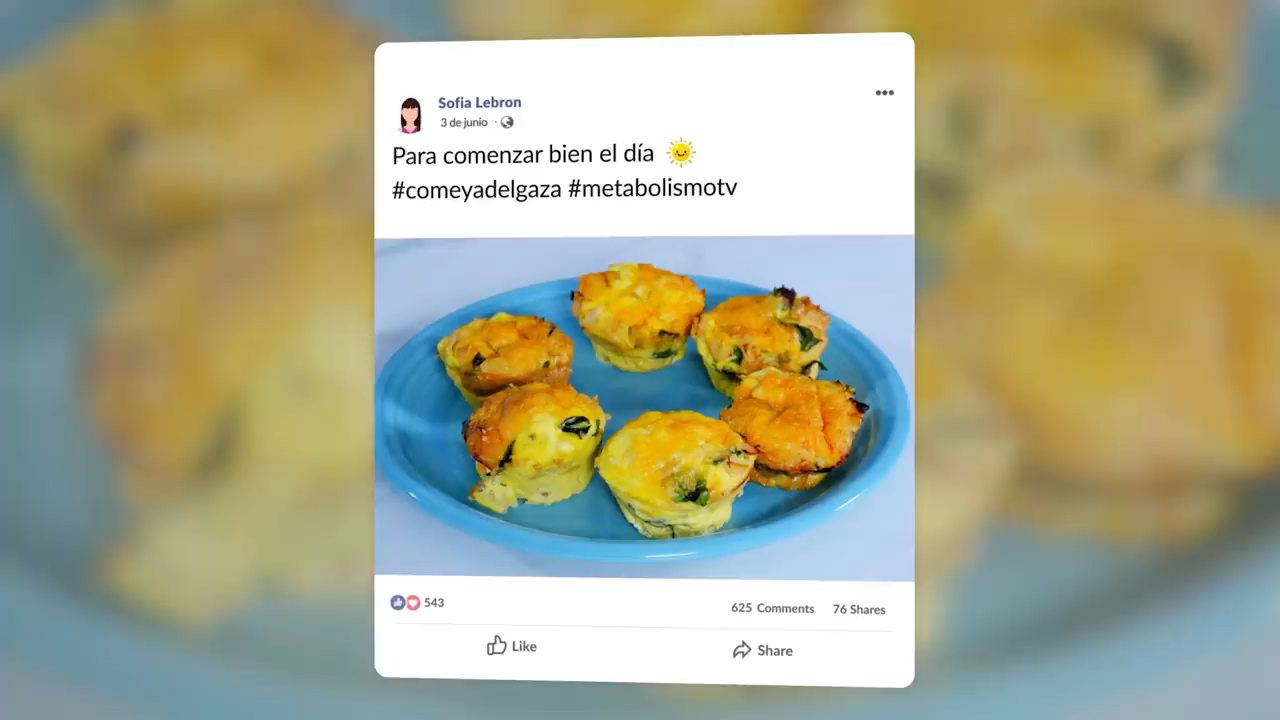 Sofia Lebron
3 de junio ·
Para comenzar bien el día
#comeyadelgaza #metabolismotv
543
625 Comments 76 Shares
Like Share